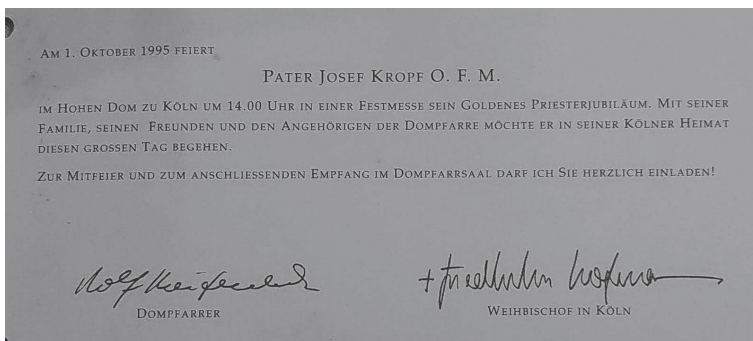 Am 1. Oktober 1995 feiert
Pater Josef Kropf O. F. M.
im Hohen Dom zu Köln um 14.00 Uhr in einer Festmesse sein Goldenes Priesterjubiläum. Mit seiner
Familie, seinen Freunden und den Angehörigen der Dompfarre möchte er in seiner Kölner Heimat
diesen grossen Tag begehen.
Zur Mitfeier und zum anschliessenden Empfang im Dompfarrsaal darf ich Sie herzlich einladen!
Rolf + Friedhelm Hofmann
Dompfarrer Weihbischof in Köln